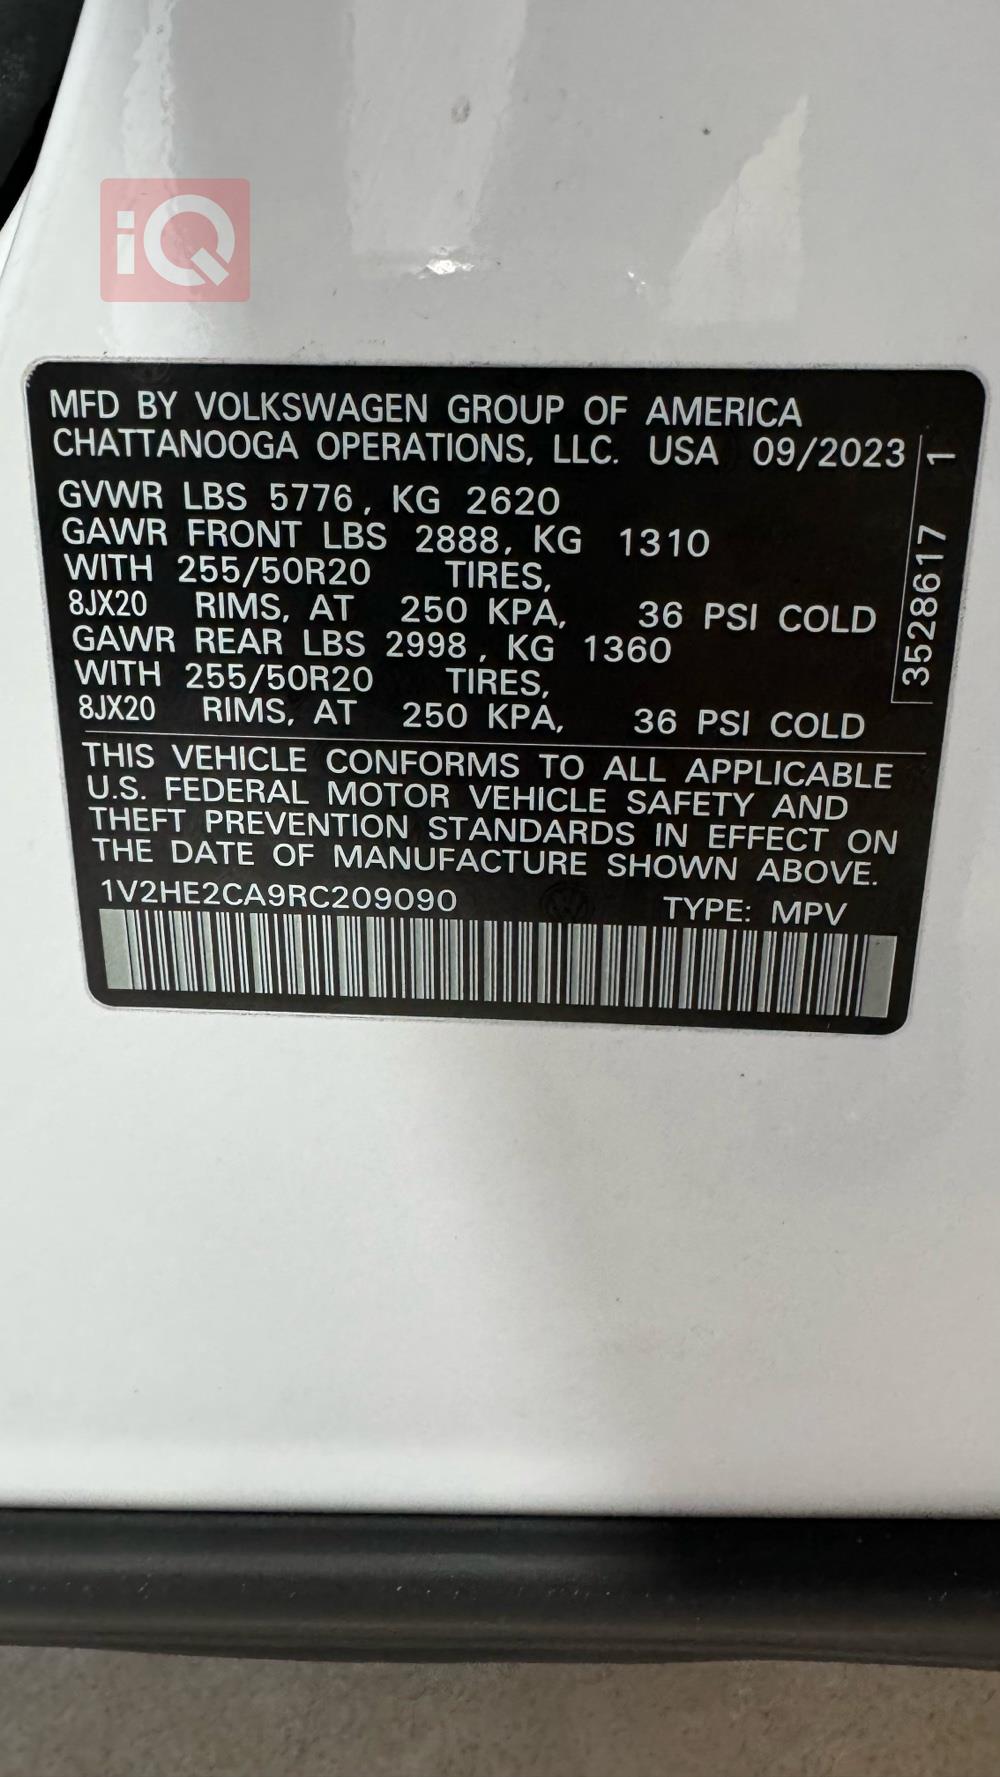 iQ
MFD BY VOLKSWAGEN GROUP OF AMERICA
CHATTANOOGA OPERATIONS, LLC. USA 09/2023
GVWR LBS 5776, KG 2620
GAWR FRONT LBS 2888, KG 1310
WITH 255/50R20 TIRES,
8JX20 RIMS, AT 250 KPA, 36 PSI COLD
GAWR REAR LBS 2998, KG 1360
WITH 255/50R20 TIRES,
8JX20 RIMS, AT 250 KPA, 36 PSI COLD
THIS VEHICLE CONFORMS TO ALL APPLICABLE
U.S. FEDERAL MOTOR VEHICLE SAFETY AND
THEFT PREVENTION STANDARDS IN EFFECT ON
THE DATE OF MANUFACTURE SHOWN ABOVE.
1V2HE2CA9RC209090 TYPE: MPV
3528617 1